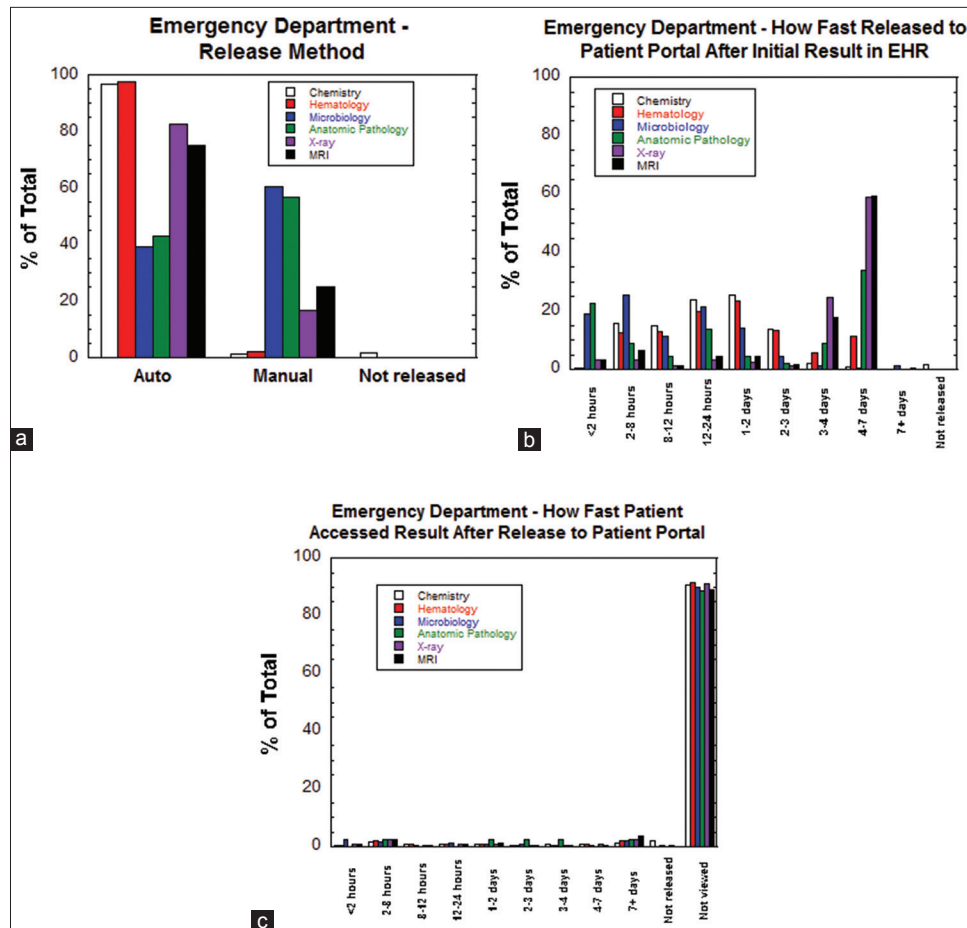 Emergency Department -
Release Method
% of Total
100
80
60
40
20
0
Chemistry
Hematology
Microbiology
Anatomic Pathology
X-ray
MRI
Auto
Manual
Not released
a
Emergency Department - How Fast Released to
Patient Portal After Initial Result in EHR
% of Total
100
80
60
40
20
0
Chemistry
Hematology
Microbiology
Anatomic Pathology
X-ray
MRI
<2 hours
2-8 hours
8-12 hours
12-24 hours
1-2 days
2-3 days
3-4 days
4-7 days
7+ days
Not released
b
Emergency Department - How Fast Patient
Accessed Result After Release to Patient Portal
% of Total
100
80
60
40
20
0
Chemistry
Hematology
Microbiology
Anatomic Pathology
X-ray
MRI
<2 hours
2-8 hours
8-12 hours
12-24 hours
1-2 days
2-3 days
3-4 days
4-7 days
7+ days
Not released
Not viewed
c